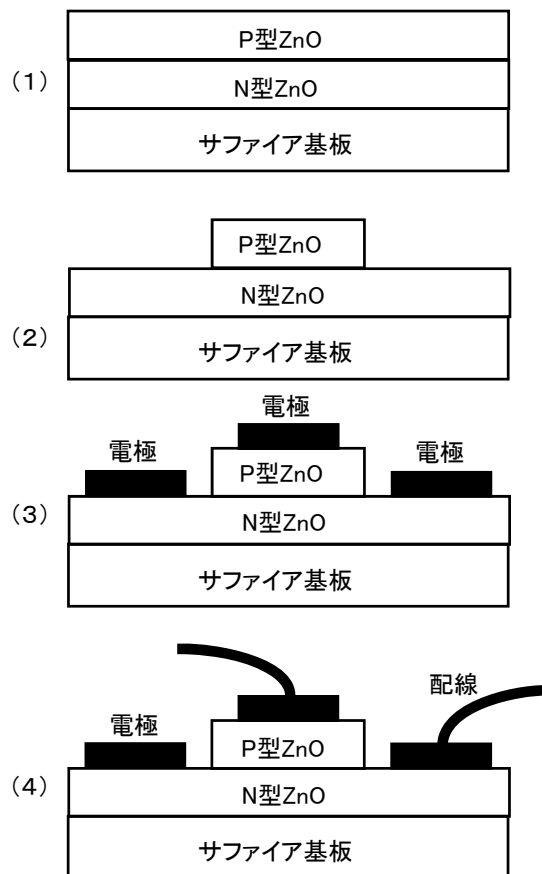 P型ZnO
(1)
N型ZnO
サファイア基板
P型ZnO
N型ZnO
(2)
サファイア基板
電極
電極
電極
P型ZnO
(3)
N型ZnO
サファイア基板
配線
電極
P型ZnO
(4)
N型ZnO
サファイア基板